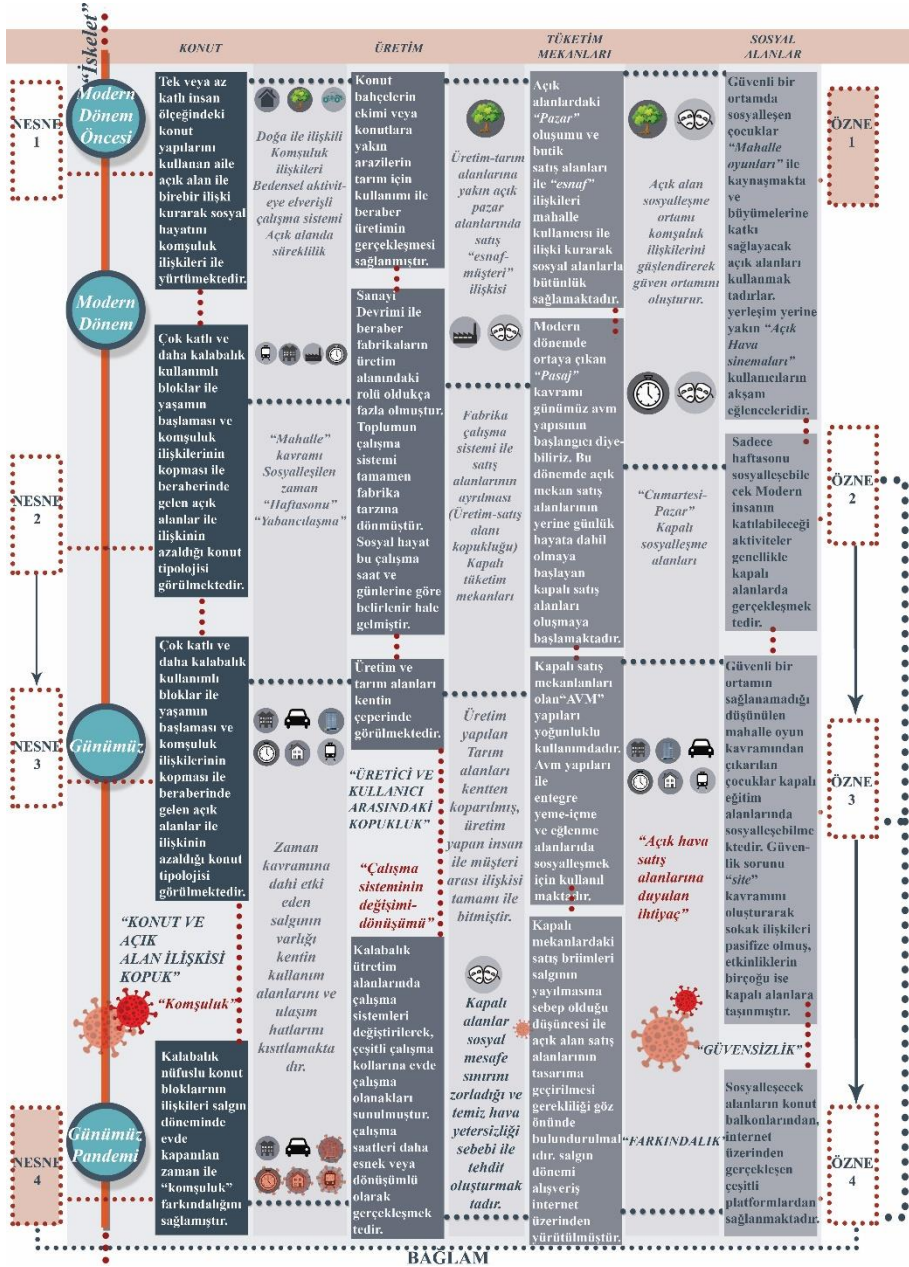 "İskelet"
KONUT
ÜRETİM
TÜKETİM
MEKANLARI
SOSYAL
ALANLAR
NESNE
1
Modern
Dönem
Öncesi
Tek veya az
katlı insan
ölçeğindeki
konut
yapılarını
kullanan aile
açık alan ile
birebir ilişki
kurarak sosyal
hayatını
komşuluk
ilişkileri ile
yürtümektedir.
Doğa ile ilişkili
Komşuluk
ilişkileri
Bedensel aktivit-
eye elverişli
çalışma sistemi
Açık alanda
süreklilik
Konut
bahçelerin
ekimi veya
konutlara
yakın
arazilerin
tarım için
kullanımı ile
beraber
üretimin
gerçekleşmesi
sağlanmıştır.
Üretim-tarım
alanlarına
yakın açık
pazar
alanlarında
satış
"esnaf-
müşteri"
ilişkisi
Açık
alanlardaki
"Pazar"
oluşumu ve
butik
satış alanları
ile "esnaf"
ilişkileri
mahalle
kullanıcısı ile
ilişki kurarak
sosyal alanlarla
bütünlük
sağlamaktadır.
Açık alan
sosyalleşme
ortamı
komşuluk
ilişkilerini
güşlendirerek
güven ortamını
oluşturur.
Güvenli bir
ortamda
sosyalleşen
çocuklar
"Mahalle
oyunları" ile
kaynaşmakta
ve
büyümelerine
katkı
sağlayacak
açık alanları
kullanmak
tadırlar.
yerleşim yerine
yakın "Açık
Hava
sinemaları"
kullanıcıların
akşam
eğlenceleridir.
ÖZNE
1
Modern
Dönem
NESNE
2
Çok katlı ve
daha kalabalık
kullanımlı
bloklar ile
yaşamın
başlaması ve
komşuluk
ilişkilerinin
kopması ile
beraberinde
gelen açık
alanlar ile
ilişkinin
azaldığı konut
tipolojisi
görülmektedir.
"Mahalle"
kavramı
Sosyalleşilen
zaman
"Haftasonu"
"Yabancılaşma"
Sanayi
Devrimi ile
beraber
fabrikaların
üretim
alanındaki
rolü oldukça
fazla olmuştur.
Toplumun
çalışma
sistemi
tamamen
fabrika
tarzına
dönmüştür.
Sosyal hayat
bu çalışma
saat ve
günlerine göre
belirlenir hale
gelmiştir.
Fabrika
çalışma
sistemi ile
satış
alanlarının
ayrılması
(Üretim-satış
alanı
kopukluğu)
Kapalı
tüketim
mekanları
Modern
dönemde
ortaya çıkan
"Pasaj"
kavramı
günümüz avm
yapısının
başlangıcı diye-
biliriz. Bu
dönemde açık
mekan satış
alanlarının
yerine günlük
hayata dahil
olmaya
başlayan
kapalı satış
alanları
oluşmaya
başlamaktadır.
"Cumartesi-
Pazar"
Kapalı
sosyalleşme
alanları
Sadece
haftasonu
sosyalleşebile
cek Modern
insanın
katılabileceği
aktiviteler
genellikle
kapalı
alanlarda
gerçekleşmek
tedir.
ÖZNE
2
NESNE
3
Günümüz
Çok katlı ve
daha kalabalık
kullanımlı
bloklar ile
yaşamın
başlaması ve
komşuluk
ilişkilerinin
kopması ile
beraberinde
gelen açık
alanlar ile
ilişkinin
azaldığı konut
tipolojisi
görülmektedir.
"KONUT VE
AÇIK
ALAN İLİŞKİSİ
KOPUK"
"Komşuluk"
Zaman
kavramına
dahi etki
eden
salgının
varlığı
kentin
kullanım
alanlarını ve
ulaşım
hatlarını
kısıtlamakta
dır.
Üretim ve
tarım alanları
kentin
çeperinde
görülmektedir.
"ÜRETİCİ VE
KULLANICI
ARASINDAKİ
KOPUKLUK"
"Çalışma
sisteminin
değişimi-
dönüşümü"
Üretim
yapılan
Tarım
alanları
kentten
koparılmış,
üretim
yapan insan
ile müşteri
arası ilişkisi
tamamı ile
bitmiştir.
Kapalı satış
mekanlanları
olan"AVM"
yapıları
yoğunluklu
kullanımdadır.
Avm yapıları
ile
entegre
yeme-içme
ve eğlenme
alanlarıda
sosyalleşmek
için kullanıl
maktadır.
"Açık hava
satış
alanlarına
duyulan
ihtiyaç"
Güvenli bir
ortamın
sağlanamadığı
düşünülen
mahalle oyun
kavramından
çıkarılan
çocuklar kapalı
eğitim
alanlarında
sosyalleşebilme
ktedir. Güven-
lik sorunu
"site"
kavramını
oluşturarak
sokak ilişkileri
pasifize olmuş,
etkinliklerin
birçoğu ise
kapalı alanlara
taşınmıştır.
"GÜVENSİZLİK"
ÖZNE
3
NESNE
4
Günümüz
Pandemi
Kalabalık
nüfuslu konut
bloklarının
ilişkileri salgın
döneminde
evde
kapanılan
zaman ile
"komşuluk"
farkındalığını
sağlamıştır.
Kalabalık
ütretim
alanlarında
çalışma
sistemleri
değiştirilerek,
çeşitli çalışma
kollarına evde
çalışma
olanakları
sunulmuştur.
çalışma
saatleri daha
esnek veya
dönüşümlü
olarak
gerçekleşmek
tedir.
Kapalı
alanlar
sosyal
mesafe
sınırını
zorladığı ve
temiz hava
yetersizliği
sebebi ile
tehdit
oluşturmak
tadır.
Kapalı
mekanlardaki
satış briimleri
salgının
yayılmasına
sebep olduğu
düşüncesi ile
açık alan satış
alanlarının
tasarıma
geçirilmesi
gerekliliği göz
önünde
bulundurulmal
ıdır. salgın
dönemi
alışveriş
internet
üzerinden
yürütülmüştür.
"FARKINDALIK"
Sosyalleşecek
alanların konut
balkonlarından,
internet
üzerinden
gerçekleşen
çeşitli
platformlardan
sağlanmaktadır.
ÖZNE
4
BAĞLAM